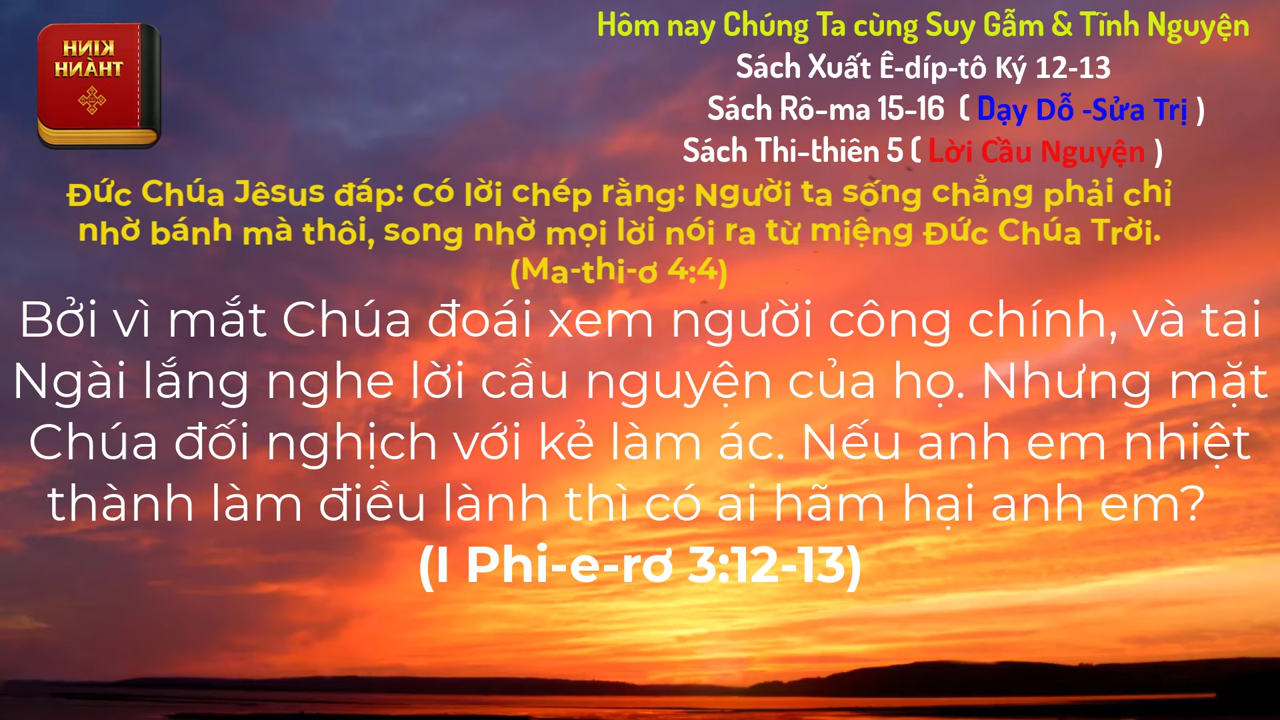 KINH
THÁNH
Hôm nay Chúng Ta cùng Suy Gẫm & Tĩnh Nguyện
Sách Xuất Ê-díp-tô Ký 12-13
Sách Rô-ma 15-16 ( Dạy Dỗ -Sửa Trị )
Sách Thi-thiên 5 ( Lời Cầu Nguyện )
Đức Chúa Jêsus đáp: Có lời chép rằng: Người ta sống chẳng phải chỉ
nhờ bánh mà thôi, song nhờ mọi lời nói ra từ miệng Đức Chúa Trời.
(Ma-thi-ơ 4:4)
Bởi vì mắt Chúa đoái xem người công chính, và tai
Ngài lắng nghe lời cầu nguyện của họ. Nhưng mặt
Chúa đối nghịch với kẻ làm ác. Nếu anh em nhiệt
thành làm điều lành thì có ai hãm hại anh em?
(I Phi-e-rơ 3:12-13)